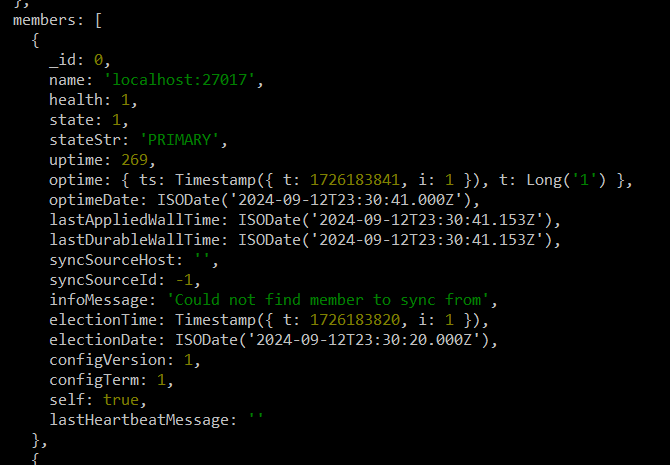 },
members: [
{
_id: 0,
name: 'localhost:27017',
health: 1,
state: 1,
stateStr: 'PRIMARY',
uptime: 269,
optime: { ts: Timestamp({ t: 1726183841, i: 1 }), t: Long('1') },
optimeDate: ISODate('2024-09-12T23:30:41.000Z'),
lastAppliedWallTime: ISODate('2024-09-12T23:30:41.153Z'),
lastDurableWallTime: ISODate('2024-09-12T23:30:41.153Z'),
syncSourceHost: '',
syncSourceId: -1,
infoMessage: 'Could not find member to sync from',
electionTime: Timestamp({ t: 1726183820, i: 1 }),
electionDate: ISODate('2024-09-12T23:30:20.000Z'),
configVersion: 1,
configTerm: 1,
self: true,
lastHeartbeatMessage: ''
},
{